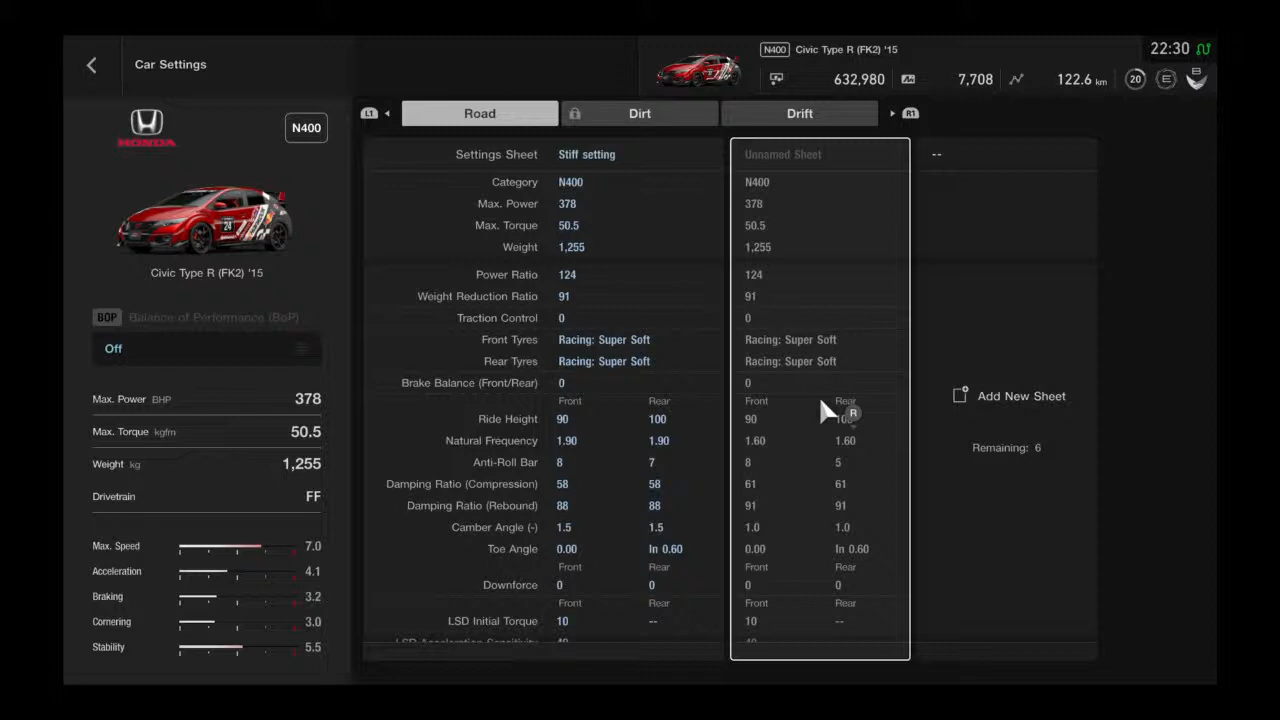 22:30
Car Settings
N400 Civic Type R (FK2) '15
632,980 7,708 122.6 km 20 E B
L1 Road Dirt Drift R1
HONDA
N400
Civic Type R (FK2) '15
BOP Balance of Performance (BoP)
Off
Max. Power BHP 378
Max. Torque kgfm 50.5
Weight kg 1,255
Drivetrain FF
Max. Speed 7.0
Acceleration 4.1
Braking 3.2
Cornering 3.0
Stability 5.5
Settings Sheet Stiff setting Unnamed Sheet --
Category N400 N400
Max. Power 378 378
Max. Torque 50.5 50.5
Weight 1,255 1,255
Power Ratio 124 124
Weight Reduction Ratio 91 91
Traction Control 0 0
Front Tyres Racing: Super Soft Racing: Super Soft
Rear Tyres Racing: Super Soft Racing: Super Soft
Brake Balance (Front/Rear) 0 0
Front Rear Front Rear
Ride Height 90 100 90 100
R
Natural Frequency 1.90 1.90 1.60 1.60
Anti-Roll Bar 8 7 8 5
Damping Ratio (Compression) 58 58 61 61
Damping Ratio (Rebound) 88 88 91 91
Camber Angle (-) 1.5 1.5 1.0 1.0
Toe Angle 0.00 In 0.60 0.00 In 0.60
Front Rear Front Rear
Downforce 0 0 0 0
Front Rear Front Rear
LSD Initial Torque 10 -- 10 --
LSD Acceleration Sensitivity 40 40
Add New Sheet
Remaining: 6